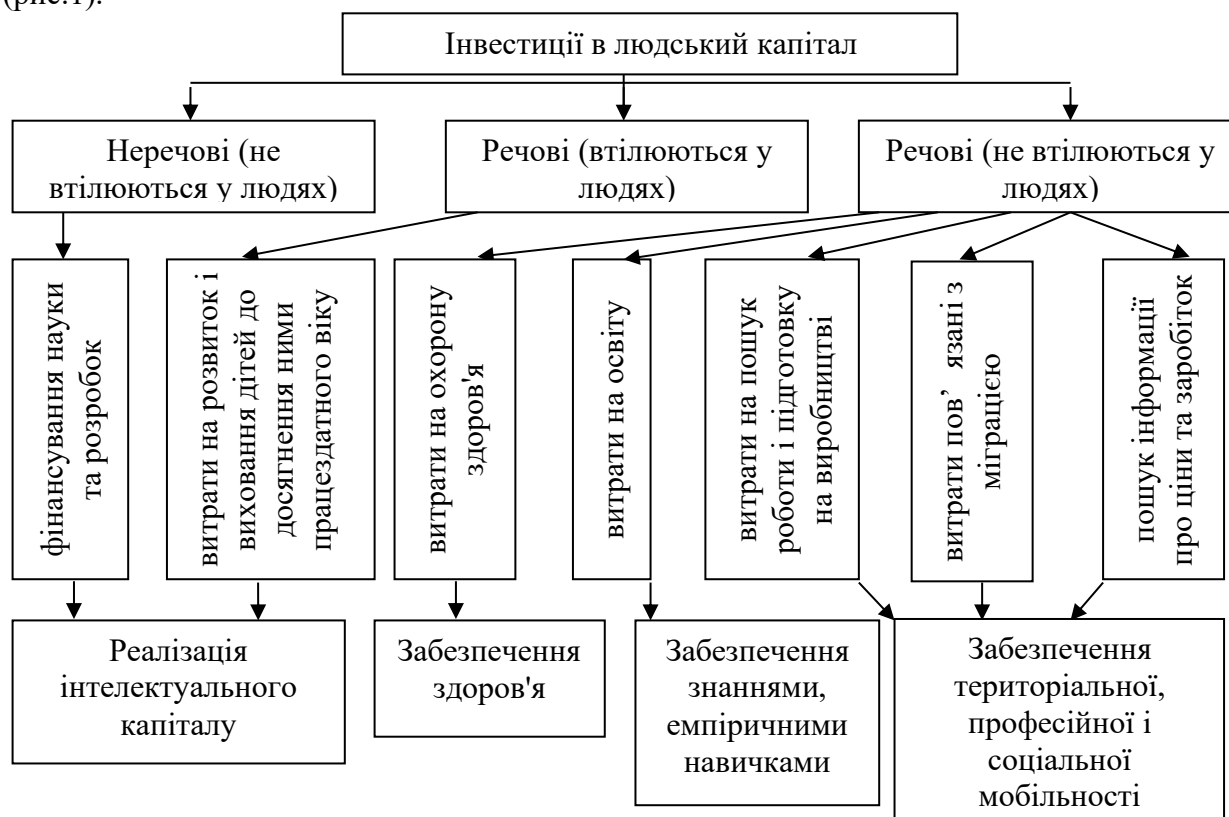 (рис.1).
Інвестиції в людський капітал
Неречові (не
втілюються у людях)
Речові (втілюються у
людях)
Речові (не втілюються у
людях)
фінансування науки
та розробок
витрати на розвиток і
виховання дітей до
досягнення ними
працездатного віку
витрати на охорону
здоров'я
витрати на освіту
витрати на пошук
роботи і підготовку
на виробництві
витрати пов’ язані з
міграцією
пошук інформації
про ціни та заробіток
Реалізація
інтелектуального
капіталу
Забезпечення
здоров'я
Забезпечення
знаннями,
емпіричними
навичками
Забезпечення
територіальної,
професійної і
соціальної
мобільності